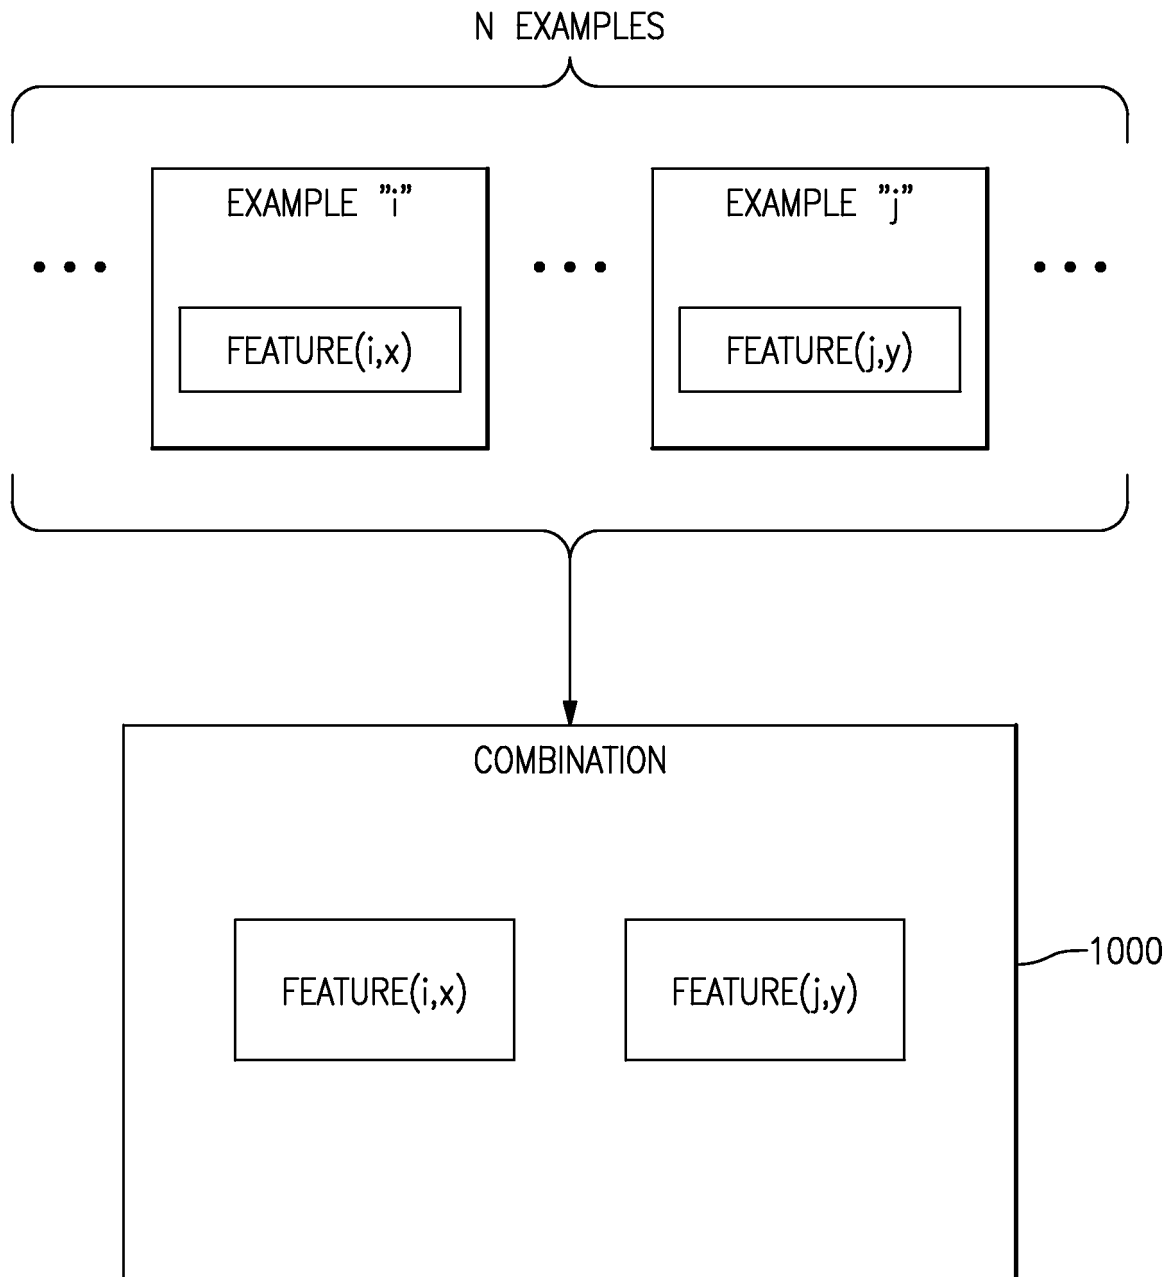 N EXAMPLES
EXAMPLE "i"
EXAMPLE "j"
• • •
• • •
• • •
FEATURE(i,x)
FEATURE(j,y)
COMBINATION
1000
FEATURE(i,x)
FEATURE(j,y)